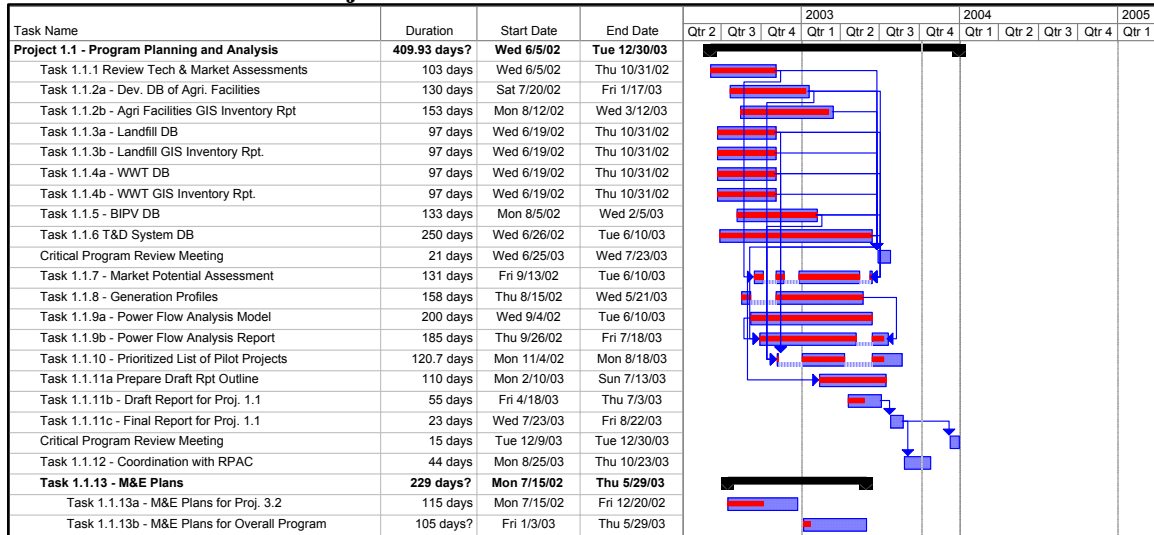 2003 2004 2005
Task Name Duration Start Date End Date Qtr 2 Qtr 3 Qtr 4 Qtr 1 Qtr 2 Qtr 3 Qtr 4 Qtr 1 Qtr 2 Qtr 3 Qtr 4 Qtr 1
Project 1.1 - Program Planning and Analysis 409.93 days? Wed 6/5/02 Tue 12/30/03
Task 1.1.1 Review Tech & Market Assessments 103 days Wed 6/5/02 Thu 10/31/02
Task 1.1.2a - Dev. DB of Agri. Facilities 130 days Sat 7/20/02 Fri 1/17/03
Task 1.1.2b - Agri Facilities GIS Inventory Rpt 153 days Mon 8/12/02 Wed 3/12/03
Task 1.1.3a - Landfill DB 97 days Wed 6/19/02 Thu 10/31/02
Task 1.1.3b - Landfill GIS Inventory Rpt. 97 days Wed 6/19/02 Thu 10/31/02
Task 1.1.4a - WWT DB 97 days Wed 6/19/02 Thu 10/31/02
Task 1.1.4b - WWT GIS Inventory Rpt. 97 days Wed 6/19/02 Thu 10/31/02
Task 1.1.5 - BIPV DB 133 days Mon 8/5/02 Wed 2/5/03
Task 1.1.6 T&D System DB 250 days Wed 6/26/02 Tue 6/10/03
Critical Program Review Meeting 21 days Wed 6/25/03 Wed 7/23/03
Task 1.1.7 - Market Potential Assessment 131 days Fri 9/13/02 Tue 6/10/03
Task 1.1.8 - Generation Profiles 158 days Thu 8/15/02 Wed 5/21/03
Task 1.1.9a - Power Flow Analysis Model 200 days Wed 9/4/02 Tue 6/10/03
Task 1.1.9b - Power Flow Analysis Report 185 days Thu 9/26/02 Fri 7/18/03
Task 1.1.10 - Prioritized List of Pilot Projects 120.7 days Mon 11/4/02 Mon 8/18/03
Task 1.1.11a Prepare Draft Rpt Outline 110 days Mon 2/10/03 Sun 7/13/03
Task 1.1.11b - Draft Report for Proj. 1.1 55 days Fri 4/18/03 Thu 7/3/03
Task 1.1.11c - Final Report for Proj. 1.1 23 days Wed 7/23/03 Fri 8/22/03
Critical Program Review Meeting 15 days Tue 12/9/03 Tue 12/30/03
Task 1.1.12 - Coordination with RPAC 44 days Mon 8/25/03 Thu 10/23/03
Task 1.1.13 - M&E Plans 229 days? Mon 7/15/02 Thu 5/29/03
Task 1.1.13a - M&E Plans for Proj. 3.2 115 days Mon 7/15/02 Fri 12/20/02
Task 1.1.13b - M&E Plans for Overall Program 105 days? Fri 1/3/03 Thu 5/29/03